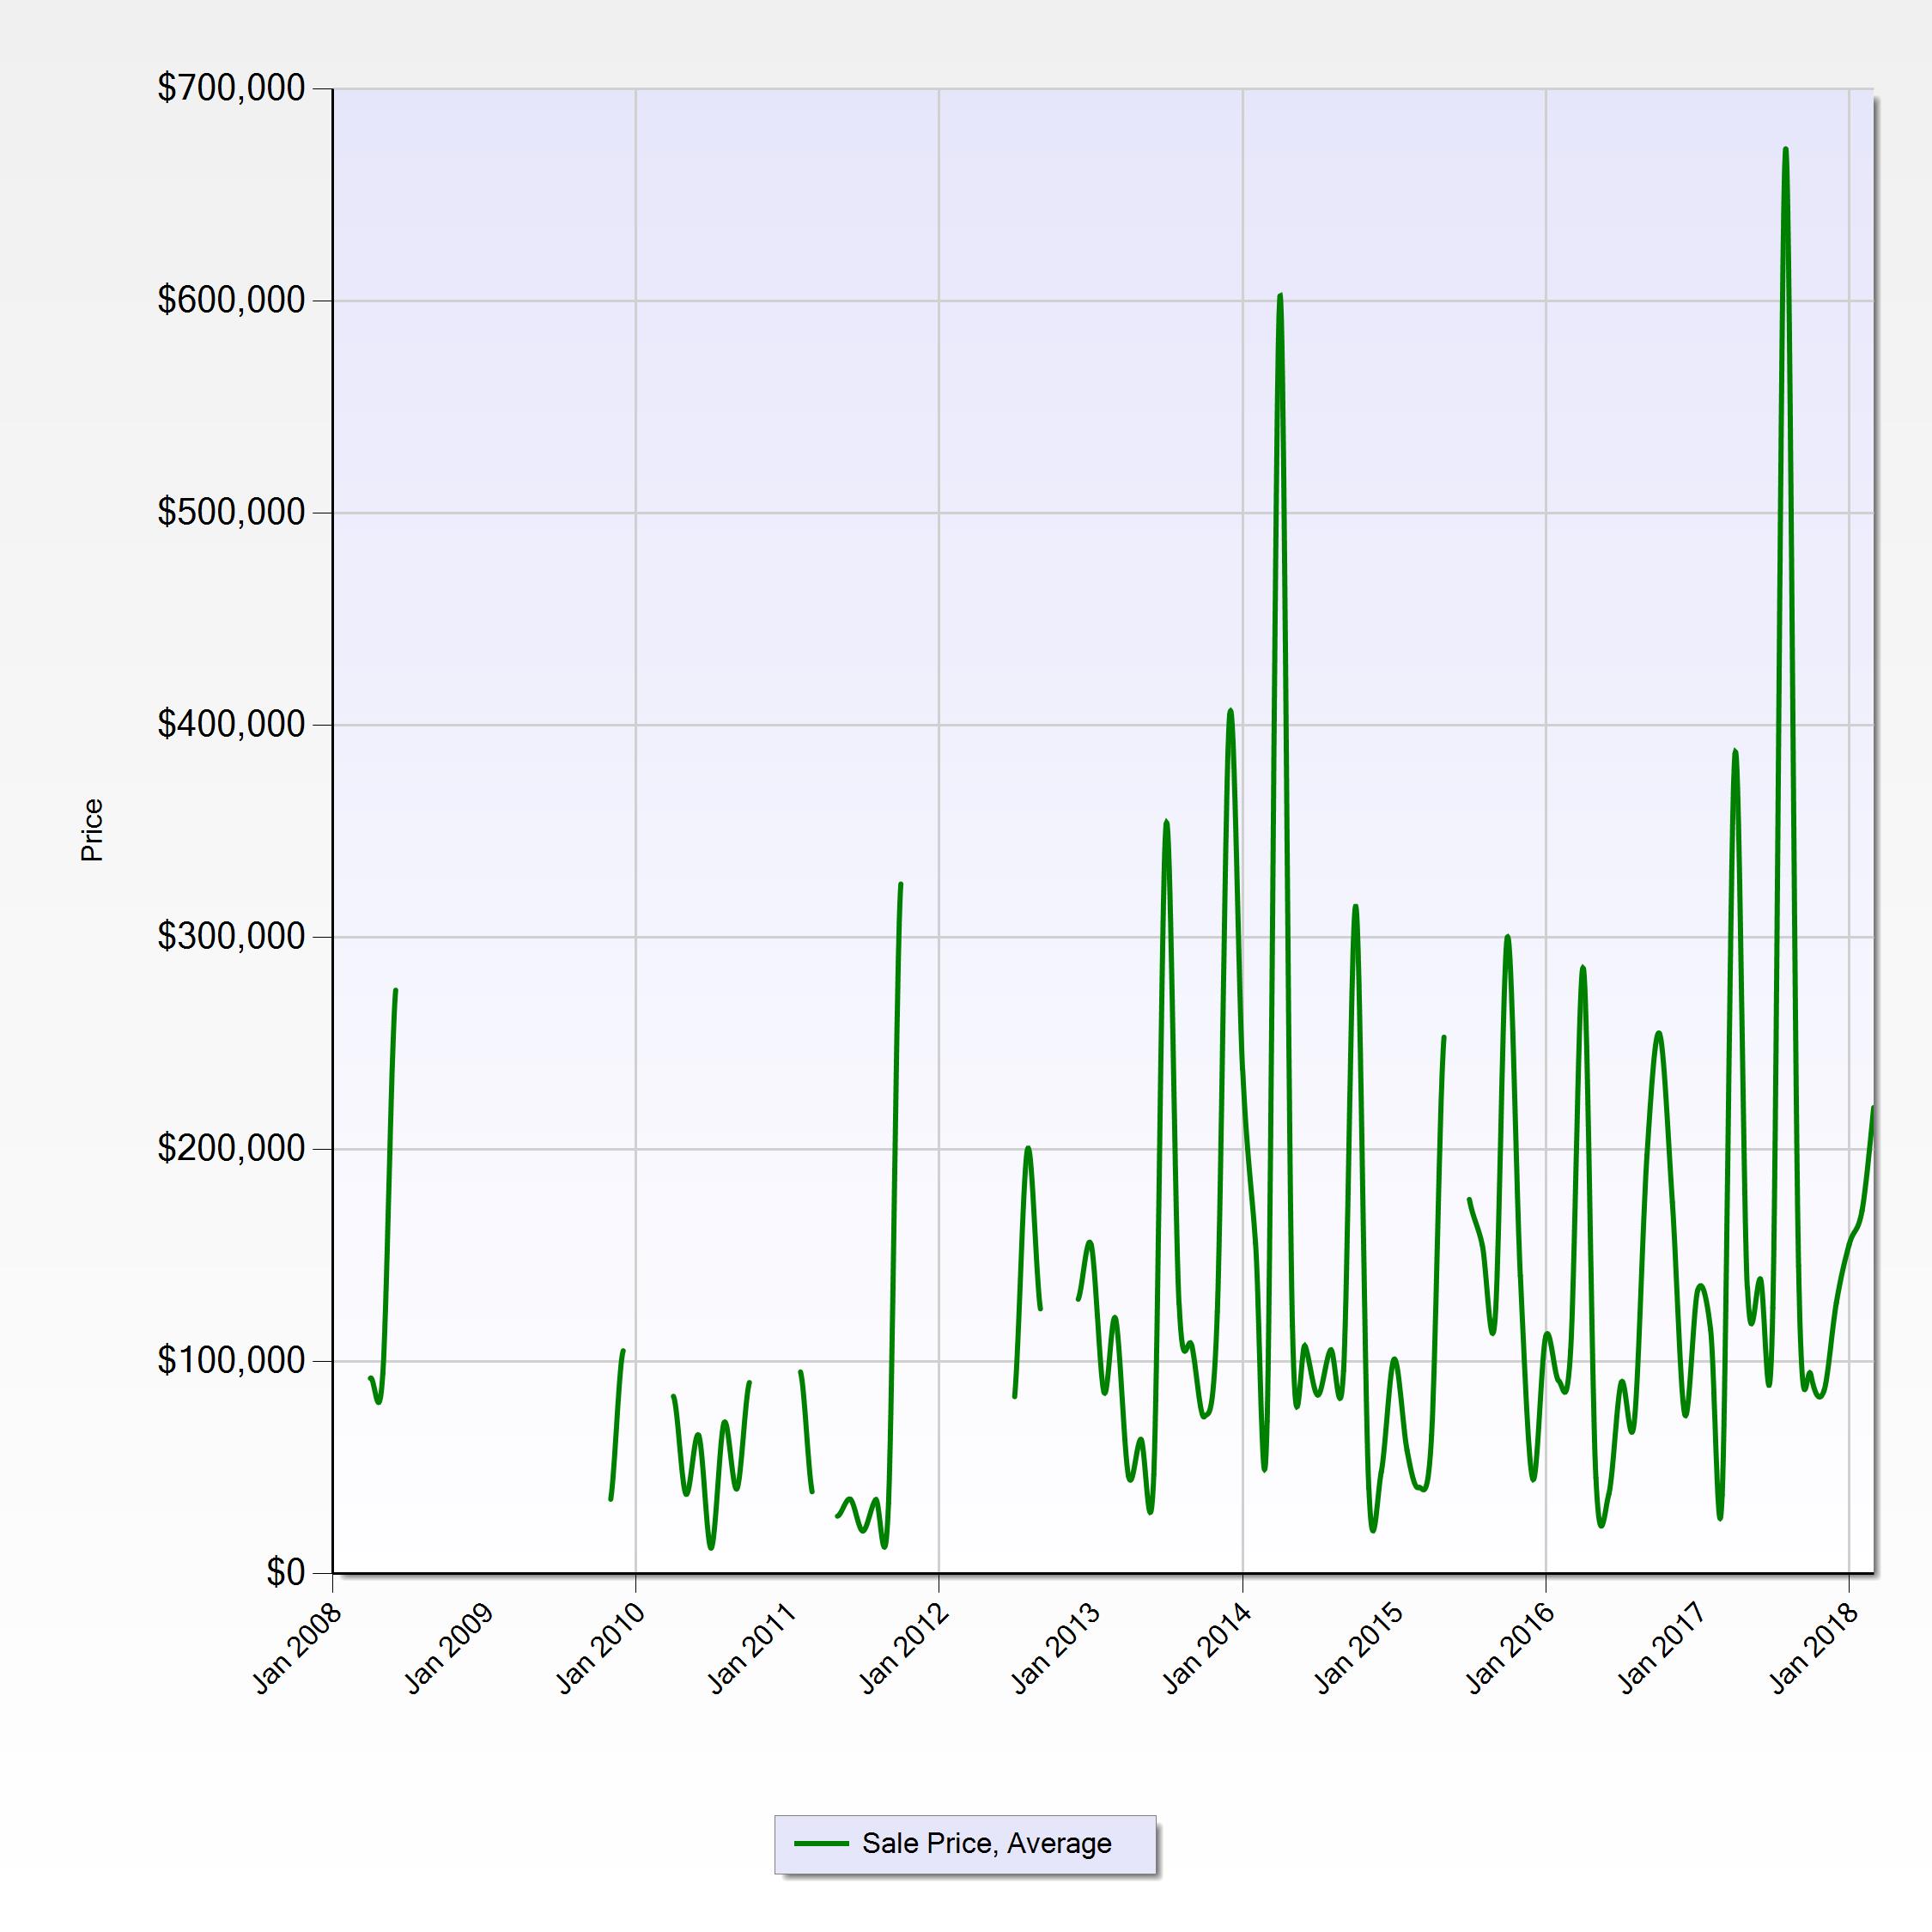 $700,000
$600,000
$500,000
$400,000
$300,000
$200,000
$100,000
$0
Price
Jan 2008
Jan 2009
Jan 2010
Jan 2011
Jan 2012
Jan 2013
Jan 2014
Jan 2015
Jan 2016
Jan 2017
Jan 2018
Sale Price, Average